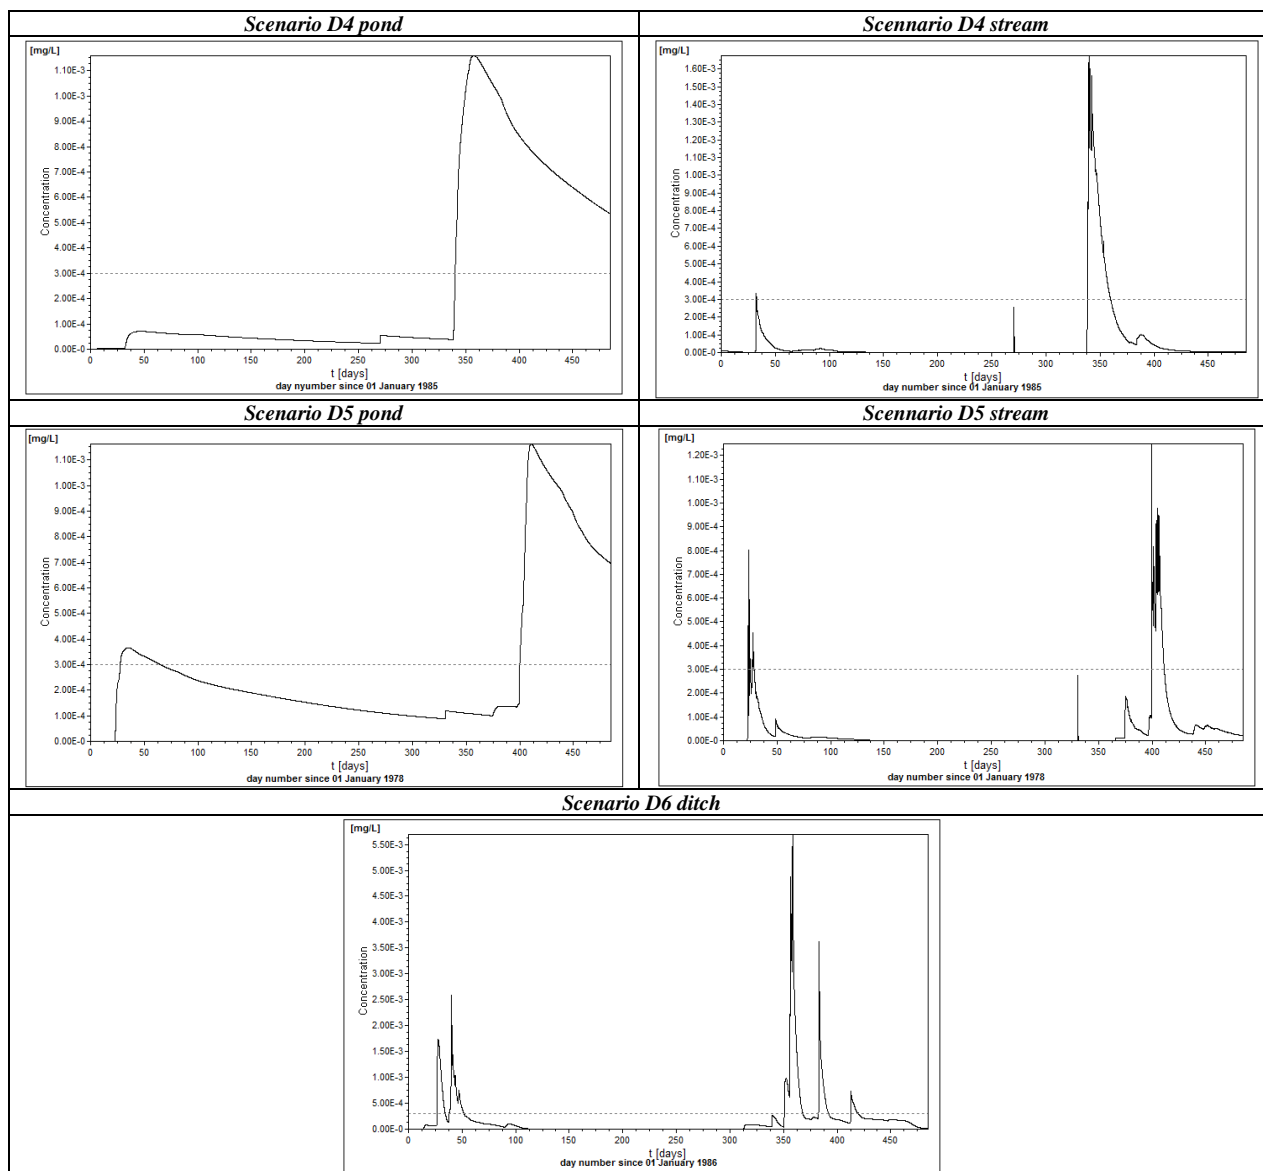 Scenario D4 pond
Scennario D4 stream
[mg/L]
1.10E-3
1.00E-3
9.00E-4
8.00E-4
7.00E-4
6.00E-4
5.00E-4
4.00E-4
3.00E-4
2.00E-4
1.00E-4
0.00E-0
Concentration
0 50 100 150 200 250 300 350 400 450
t [days]
day nyumber since 01 January 1985
[mg/L]
1.60E-3
1.50E-3
1.40E-3
1.30E-3
1.20E-3
1.10E-3
1.00E-3
9.00E-4
8.00E-4
7.00E-4
6.00E-4
5.00E-4
4.00E-4
3.00E-4
2.00E-4
1.00E-4
0.00E-0
Concentration
0 50 100 150 200 250 300 350 400 450
t [days]
day number since 01 January 1985
Scenario D5 pond
Scennario D5 stream
[mg/L]
1.10E-3
1.00E-3
9.00E-4
8.00E-4
7.00E-4
6.00E-4
5.00E-4
4.00E-4
3.00E-4
2.00E-4
1.00E-4
0.00E-0
Concentration
0 50 100 150 200 250 300 350 400 450
t [days]
day number since 01 January 1978
[mg/L]
1.20E-3
1.10E-3
1.00E-3
9.00E-4
8.00E-4
7.00E-4
6.00E-4
5.00E-4
4.00E-4
3.00E-4
2.00E-4
1.00E-4
0.00E-0
Concentration
0 50 100 150 200 250 300 350 400 450
t [days]
day number since 01 January 1978
Scenario D6 ditch
[mg/L]
5.50E-3
5.00E-3
4.50E-3
4.00E-3
3.50E-3
3.00E-3
2.50E-3
2.00E-3
1.50E-3
1.00E-3
5.00E-4
0.00E-0
Concentration
0 50 100 150 200 250 300 350 400 450
t [days]
day number since 01 January 1986